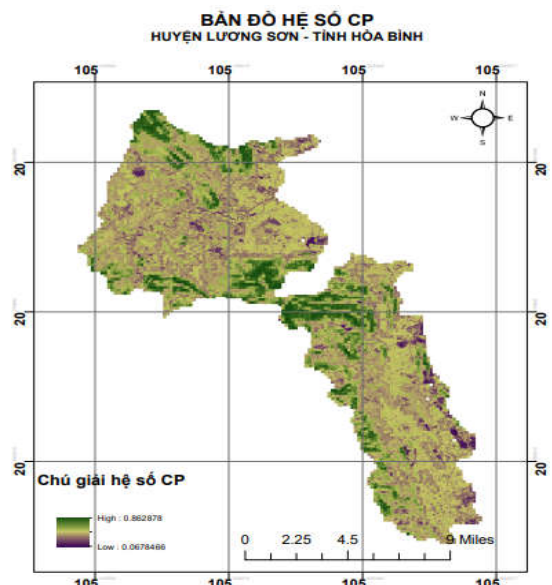 BẢN ĐỒ HỆ SỐ CP
HUYỆN LƯƠNG SƠN - TỈNH HÒA BÌNH
105 105 105 105
N
W E
S
20 20
20 20
20 20
Chú giải hệ số CP
High : 0.862878
Low : 0.0678466
0 2.25 4.5 9 Miles
105 105 105 105